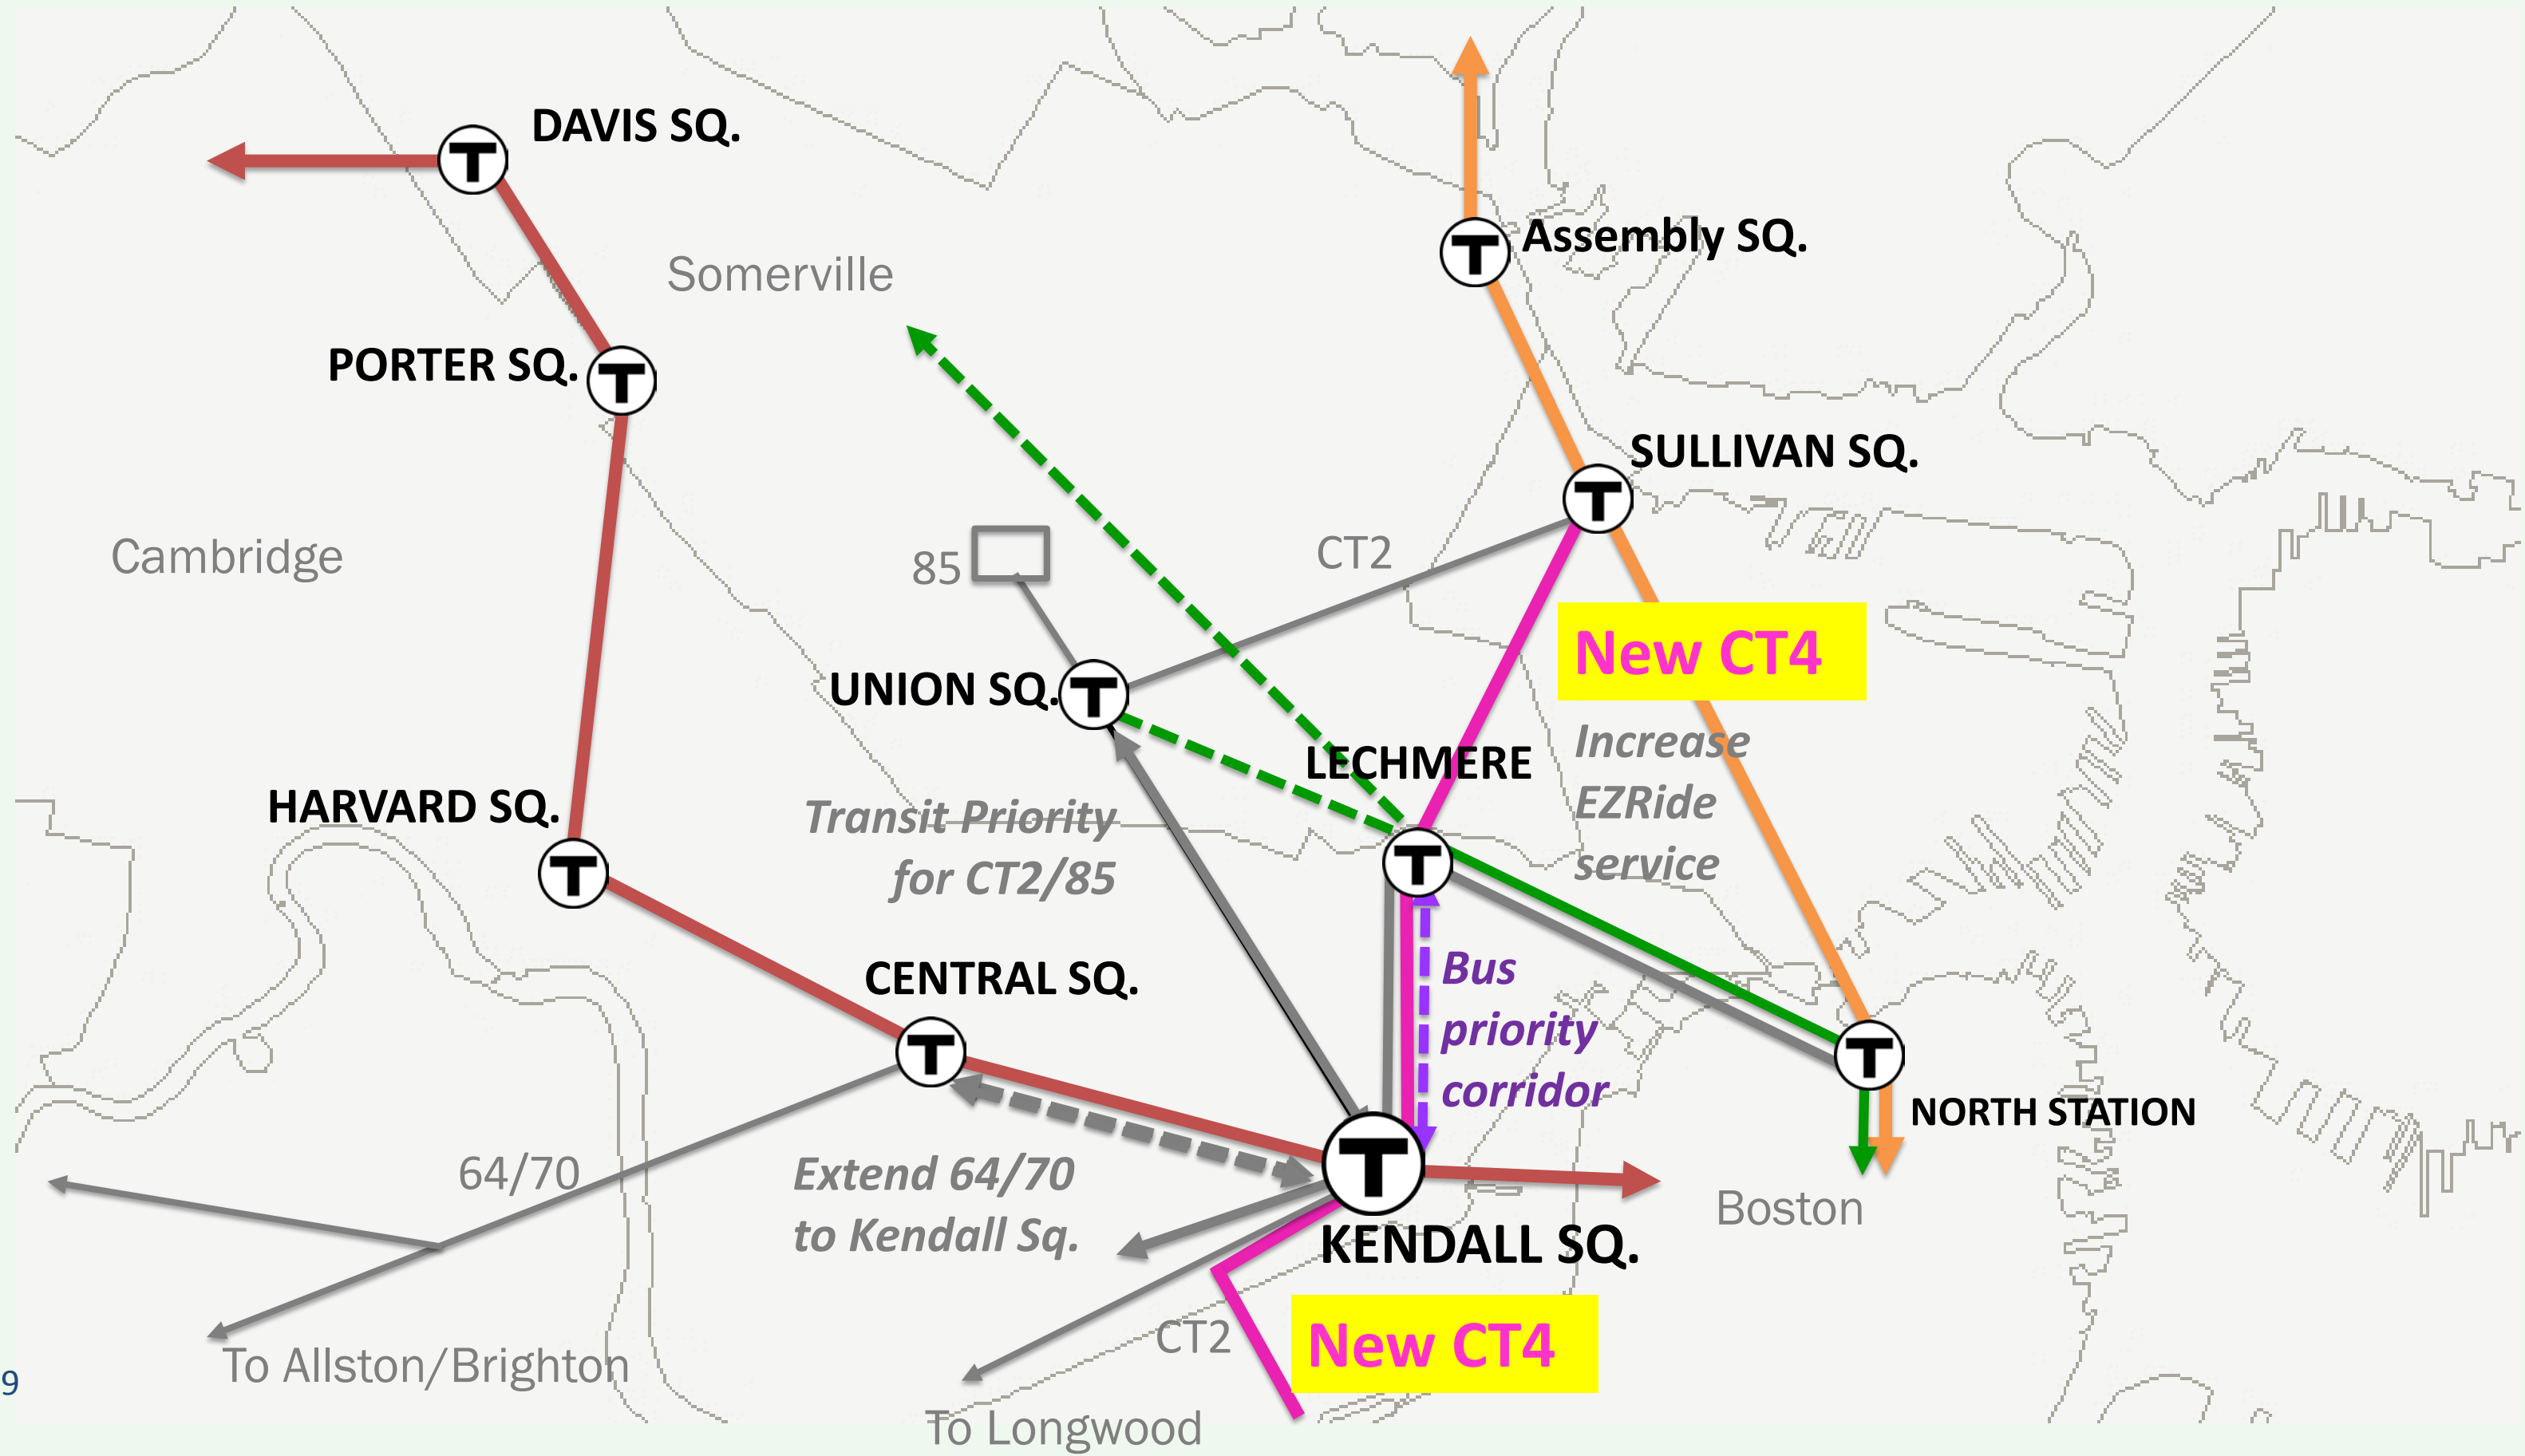 DAVIS SQ.
T
Assembly SQ.
T
Somerville
PORTER SQ.
T
SULLIVAN SQ.
T
Cambridge
85
CT2
New CT4
UNION SQ.
T
Increase
EZRide
service
LECHMERE
T
HARVARD SQ.
T
Transit Priority
for CT2/85
CENTRAL SQ.
T
Bus
priority
corridor
T
NORTH STATION
64/70
Extend 64/70
to Kendall Sq.
T
KENDALL SQ.
Boston
CT2
New CT4
To Allston/Brighton
9
To Longwood